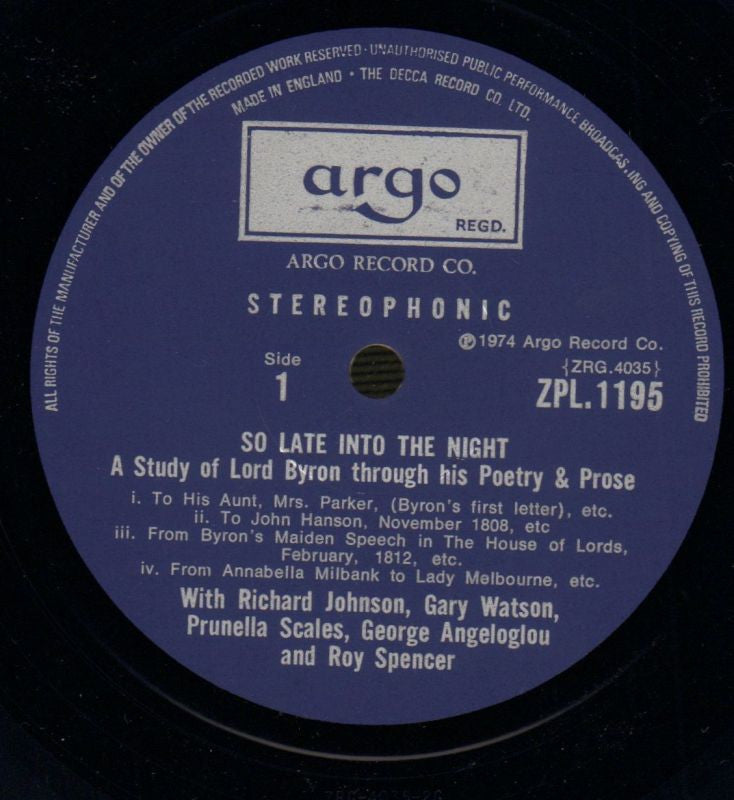 ALL RIGHTS OF THE MANUFACTURER AND OF THE OWNER OF THE RECORDED WORK RESERVED · UNAUTHORISED PUBLIC PERFORMANCE BROADCAS,ING AND COPYING OF THIS RECORD PROHIBITED
MADE IN ENGLAND · THE DECCA RECORD CO. LTD.
argo
REGD.
ARGO RECORD CO.
STEREOPHONIC
Ⓟ1974 Argo Record Co.
Side
1
{ZRG.4035}
ZPL.1195
SO LATE INTO THE NIGHT
A Study of Lord Byron through his Poetry & Prose
i. To His Aunt, Mrs. Parker, (Byron's first letter), etc.
ii. To John Hanson, November 1808, etc
iii. From Byron's Maiden Speech in The House of Lords,
February, 1812, etc.
iv. From Annabella Milbank to Lady Melbourne, etc.
With Richard Johnson, Gary Watson,
Prunella Scales, George Angeloglou
and Roy Spencer